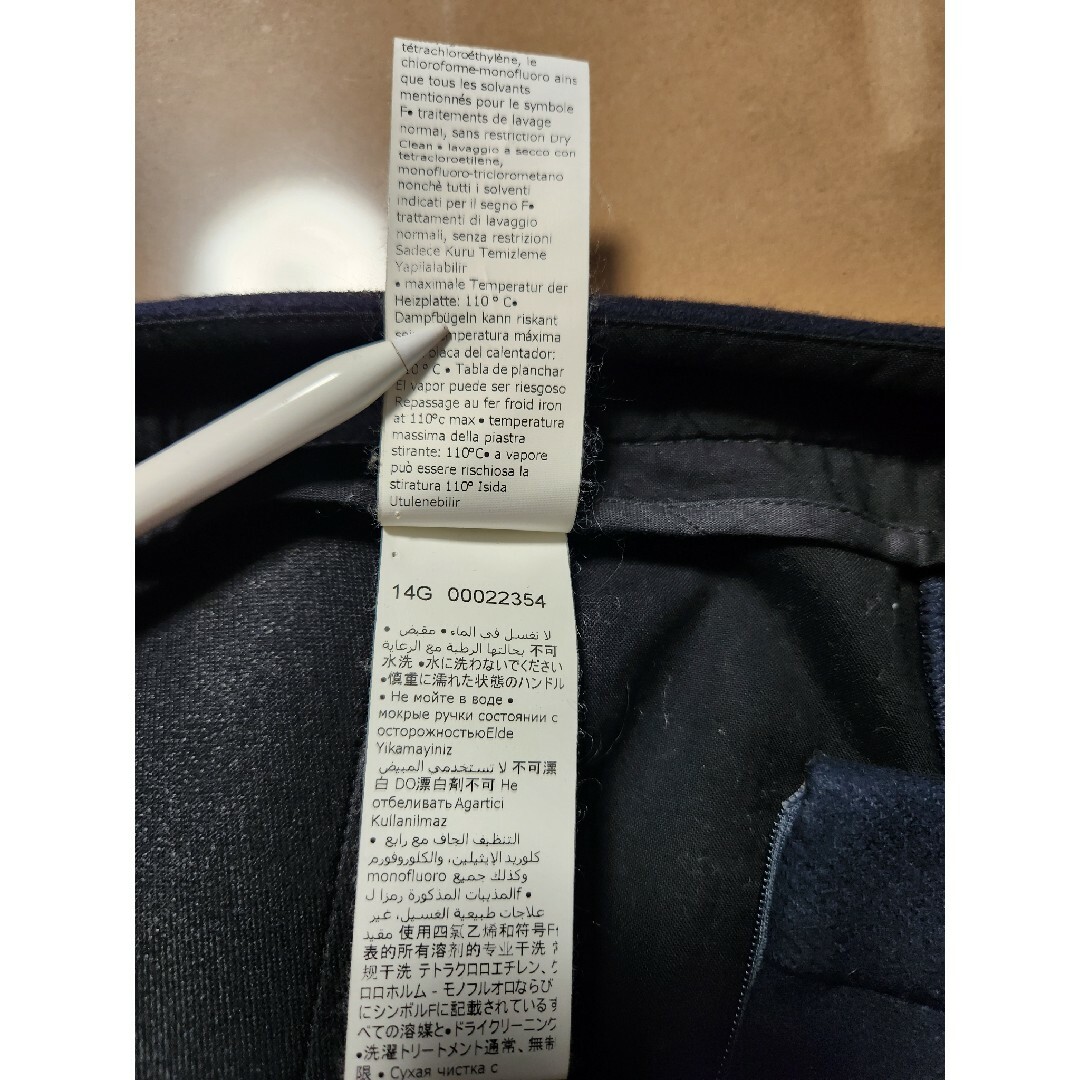 tétrachloroéthylène, le
chloroforme-monofluoro ains
que tous les solvants
mentionnés pour le symbole
F• traitements de lavage
normal, sans restriction Dry
Clean • lavaggio a secco con
tetracloroetilene,
monofluoro-triclorometano
nonchè tutti i solventi
indicati per il segno F•
trattamenti di lavaggio
normali, senza restrizioni
Sadece Kuru Temizleme
Yapilalabilir
• maximale Temperatur der
Heizplatte: 110 ° C•
Dampfbügeln kann riskant
máxima
del calentador:
C • Tabla de planchar
El vapor puede ser riesgoso
Repassage au fer froid iron
at 110°c max • temperatura
massima della piastra
stirante: 110°C• a vapore
può essere rischiosa la
stiratura 110° Isida
Utulenebilir
14G 00022354
• لا تغسل في الماء • مقبض
بحالتها الرطبة مع الرعاية 不可
水洗 •水に洗わないでください
•慎重に濡れた状態のハンドル
• Не мойте в воде •
мокрые ручки состоянии с
осторожностьюElde
Yıkamayiniz
لا تستخدمي المبيض 不可漂
白 DO漂白剤不可 Не
отбеливать Agartici
Kullanilmaz
• التنظيف الجاف مع رابع
كلوريد الإيثيلين، والكلوروفورم
monofluoro وكذلك جميع
المذيبات المذكورة رمزا ل f •
علاجات طبيعية الغسيل، غير
مقيد 使用四氯乙烯和符号F
表的所有溶剂的专业干洗
规干洗 テトラクロロエチレン、ク
ロロホルム - モノフルオロならび
にシンボルFに記載されているす
べての溶媒と•ドライクリーニング
•洗濯トリートメント通常、無制
限 • Сухая чистка с